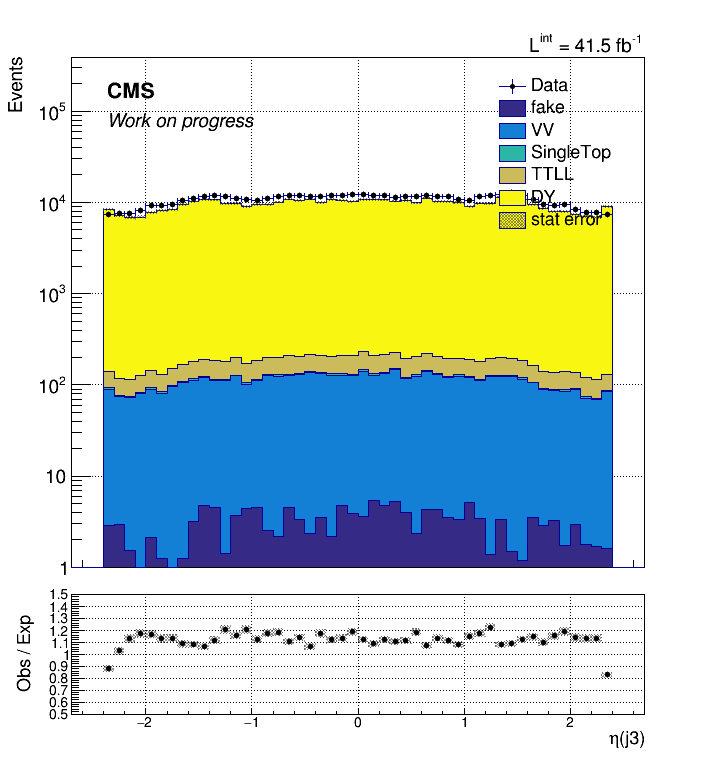 L^int = 41.5 fb^-1
Events
CMS
Work on progress
Data
fake
VV
SingleTop
TTLL
DY
stat error
10^5
10^4
10^3
10^2
10
1
Obs / Exp
1.5
1.4
1.3
1.2
1.1
1
0.9
0.8
0.7
0.6
0.5
−2 −1 0 1 2
η(j3)